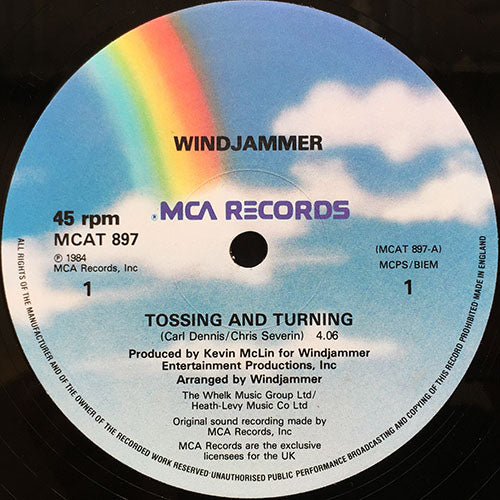 WINDJAMMER
® MCA RECORDS
45 rpm
MCAT 897
℗ 1984
MCA Records, Inc
1
(MCAT 897-A)
MCPS/BIEM
1
TOSSING AND TURNING
(Carl Dennis/Chris Severin) 4.06
Produced by Kevin McLin for Windjammer
Entertainment Productions, Inc
Arranged by Windjammer
The Whelk Music Group Ltd/
Heath-Levy Music Co Ltd
Original sound recording made by
MCA Records, Inc
MCA Records are the exclusive
licensees for the UK
ALL RIGHTS OF THE MANUFACTURER AND OF THE OWNER OF THE RECORDED WORK RESERVED·UNAUTHORISED PUBLIC PERFORMANCE BROADCASTING AND COPYING OF THIS RECORD PROHIBITED. MADE IN ENGLAND